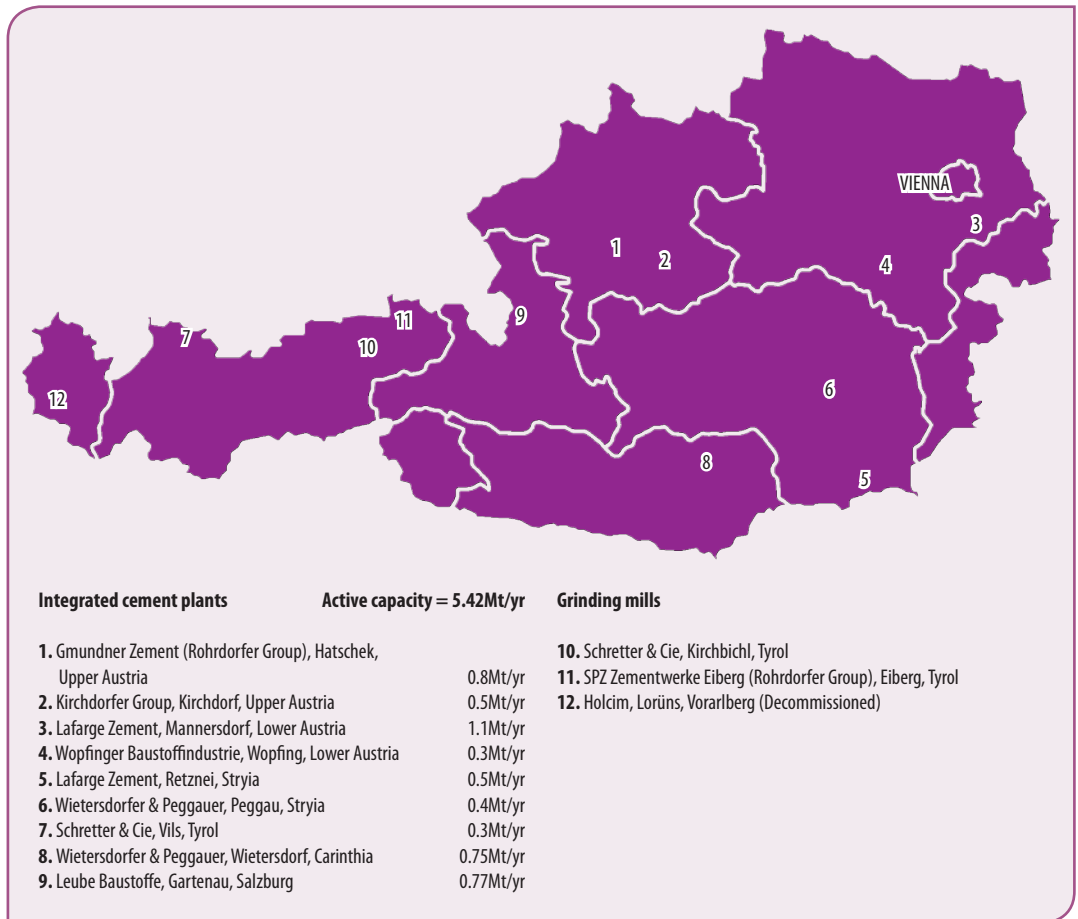 VIENNA
3
1
2
4
9
11
7
10
12
6
8
5
Integrated cement plants Active capacity = 5.42Mt/yr
1. Gmundner Zement (Rohrdorfer Group), Hatschek,
Upper Austria 0.8Mt/yr
2. Kirchdorfer Group, Kirchdorf, Upper Austria 0.5Mt/yr
3. Lafarge Zement, Mannersdorf, Lower Austria 1.1Mt/yr
4. Wopfinger Baustoffindustrie, Wopfing, Lower Austria 0.3Mt/yr
5. Lafarge Zement, Retznei, Stryia 0.5Mt/yr
6. Wietersdorfer & Peggauer, Peggau, Stryia 0.4Mt/yr
7. Schretter & Cie, Vils, Tyrol 0.3Mt/yr
8. Wietersdorfer & Peggauer, Wietersdorf, Carinthia 0.75Mt/yr
9. Leube Baustoffe, Gartenau, Salzburg 0.77Mt/yr
Grinding mills
10. Schretter & Cie, Kirchbichl, Tyrol
11. SPZ Zementwerke Eiberg (Rohrdorfer Group), Eiberg, Tyrol
12. Holcim, Lorüns, Vorarlberg (Decommissioned)